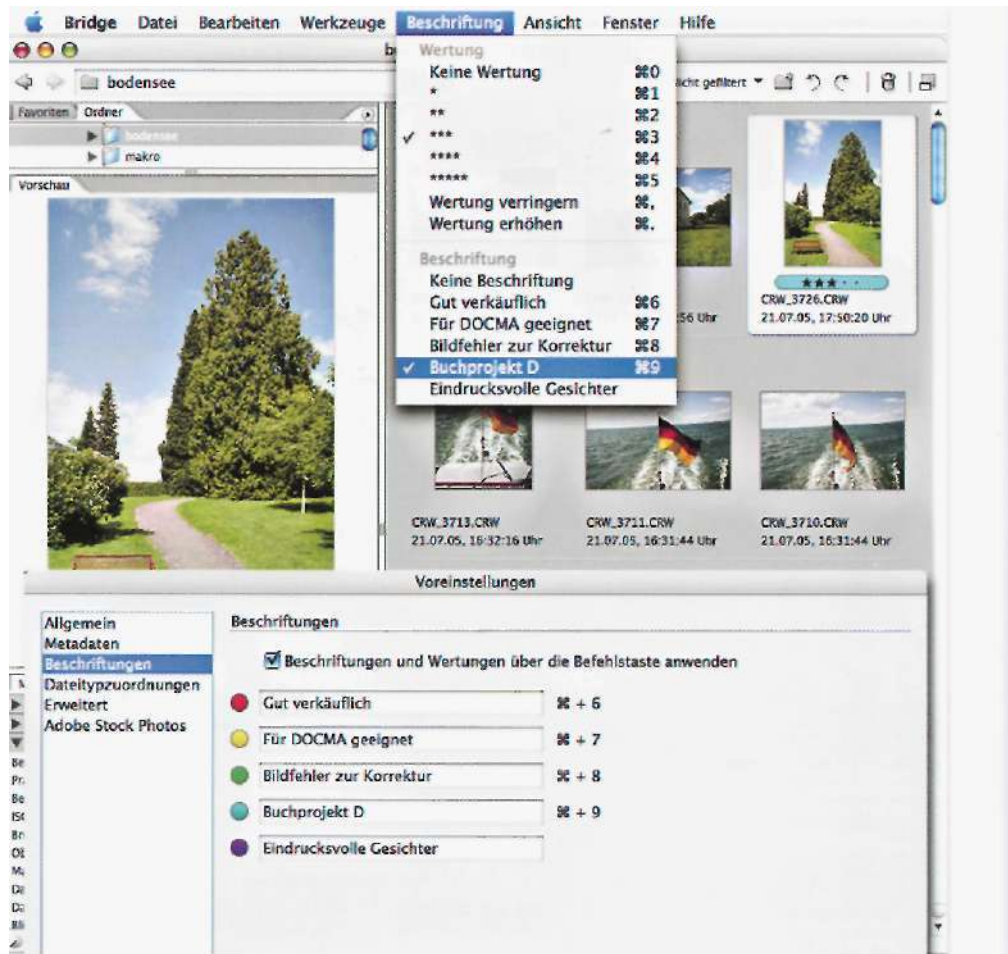 Bridge Datei Bearbeiten Werkzeuge Beschriftung Ansicht Fenster Hilfe
bodensee
Favoriten Ordner
bodensee
makro
Vorschau
Wertung
Keine Wertung ⌘0
* ⌘1
** ⌘2
✓ *** ⌘3
**** ⌘4
***** ⌘5
Wertung verringern ⌘,
Wertung erhöhen ⌘.
Beschriftung
Keine Beschriftung
Gut verkäuflich ⌘6
Für DOCMA geeignet ⌘7
Bildfehler zur Korrektur ⌘8
✓ Buchprojekt D ⌘9
Eindrucksvolle Gesichter
gefiltert
:56 Uhr
CRW_3726.CRW
21.07.05, 17:50:20 Uhr
CRW_3713.CRW CRW_3711.CRW CRW_3710.CRW
21.07.05, 16:32:16 Uhr 21.07.05, 16:31:44 Uhr 21.07.05, 16:31:44 Uhr
Voreinstellungen
Allgemein
Metadaten
Beschriftungen
Dateitypzuordnungen
Erweitert
Adobe Stock Photos
Beschriftungen
Beschriftungen und Wertungen über die Befehlstaste anwenden
Gut verkäuflich ⌘ + 6
Für DOCMA geeignet ⌘ + 7
Bildfehler zur Korrektur ⌘ + 8
Buchprojekt D ⌘ + 9
Eindrucksvolle Gesichter